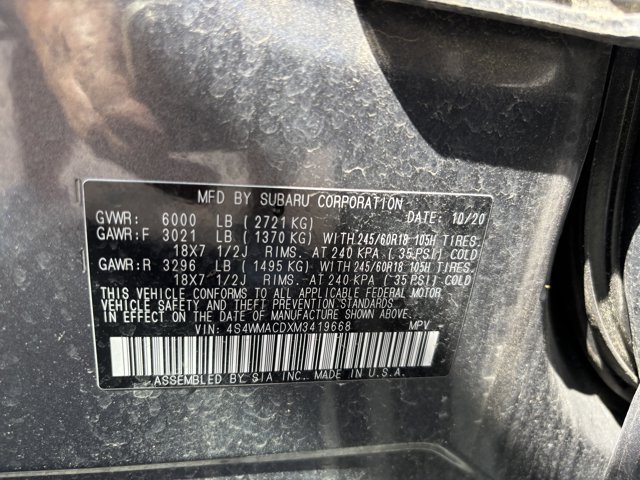 MFD BY SUBARU CORPORATION
GVWR: 6000 LB (2721 KG) DATE: 10/20
GAWR:F 3021 LB (1370 KG) WITH 245/60R18 105H TIRES.
18X7 1/2J RIMS. AT 240 KPA (35 PSI) COLD
GAWR:R 3296 LB (1495 KG) WITH 245/60R18 105H TIRES.
18X7 1/2J RIMS. AT 240 KPA (35 PSI) COLD
THIS VEHICLE CONFORMS TO ALL APPLICABLE FEDERAL MOTOR
VEHICLE SAFETY AND THEFT PREVENTION STANDARDS IN
EFFECT ON THE DATE OF MANUFACTURE SHOWN ABOVE.
VIN: 4S4WMACDXM3419668 MPV
ASSEMBLED BY SIA INC. MADE IN U.S.A.